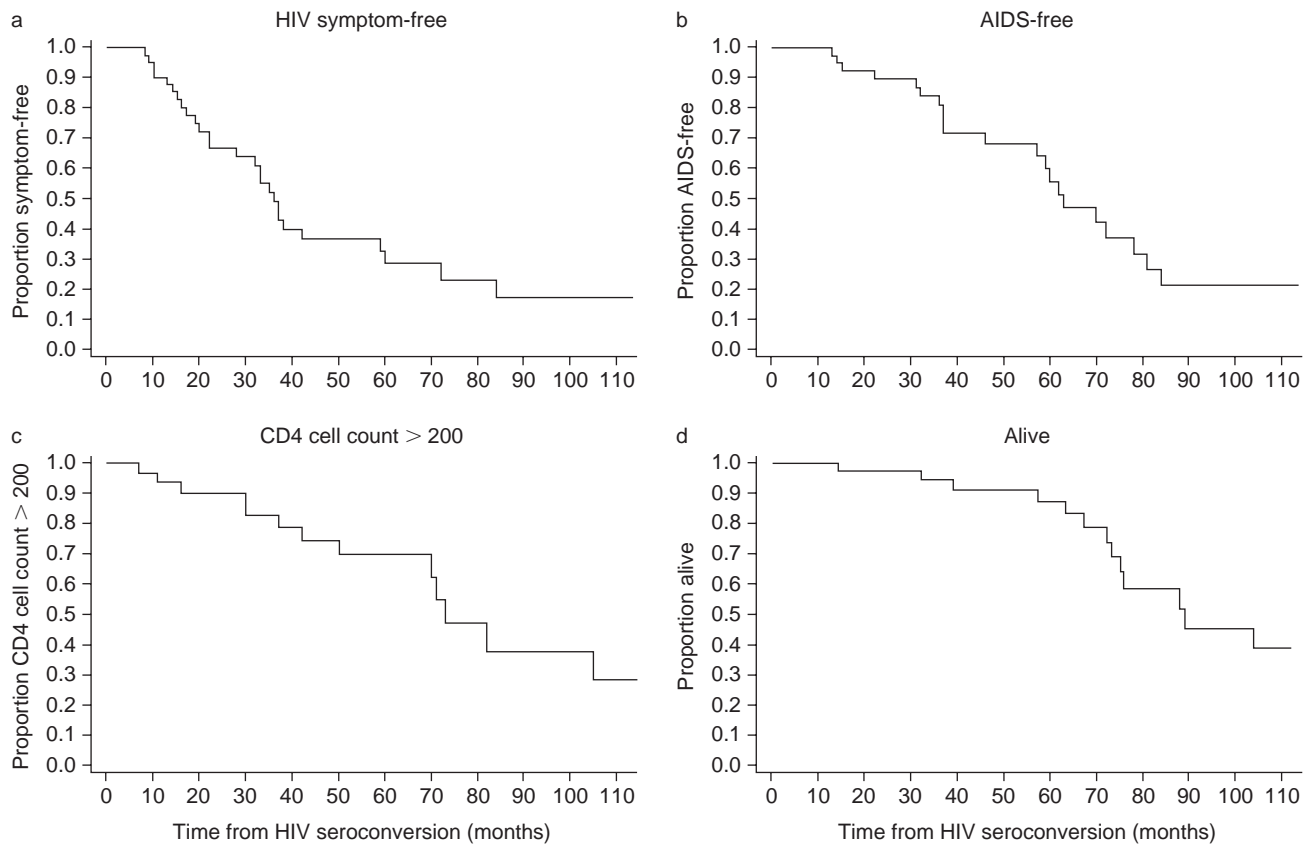 a
HIV symptom-free
Proportion symptom-free
1.0
0.9
0.8
0.7
0.6
0.5
0.4
0.3
0.2
0.1
0.0
0 10 20 30 40 50 60 70 80 90 100 110
b
AIDS-free
Proportion AIDS-free
1.0
0.9
0.8
0.7
0.6
0.5
0.4
0.3
0.2
0.1
0.0
0 10 20 30 40 50 60 70 80 90 100 110
c
CD4 cell count > 200
Proportion CD4 cell count > 200
1.0
0.9
0.8
0.7
0.6
0.5
0.4
0.3
0.2
0.1
0.0
0 10 20 30 40 50 60 70 80 90 100 110
Time from HIV seroconversion (months)
d
Alive
Proportion alive
1.0
0.9
0.8
0.7
0.6
0.5
0.4
0.3
0.2
0.1
0.0
0 10 20 30 40 50 60 70 80 90 100 110
Time from HIV seroconversion (months)